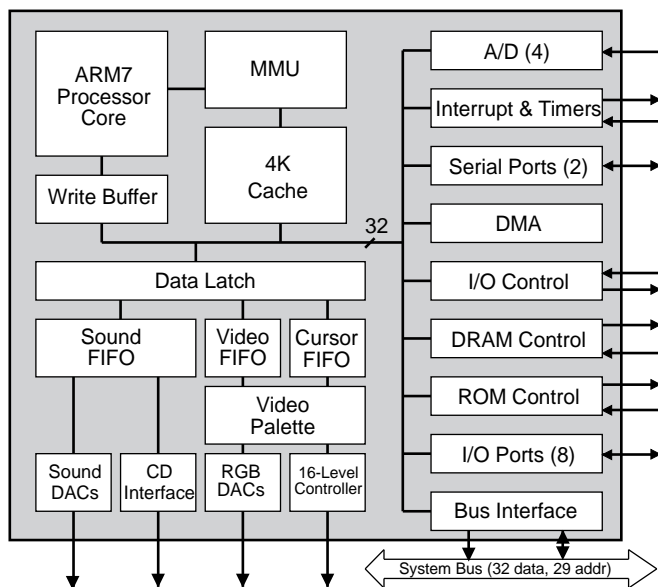 ARM7
Processor
Core
MMU
4K
Cache
Write Buffer
32
Data Latch
Sound
FIFO
Video
FIFO
Cursor
FIFO
Video
Palette
Sound
DACs
CD
Interface
RGB
DACs
16-Level
Controller
A/D (4)
Interrupt & Timers
Serial Ports (2)
DMA
I/O Control
DRAM Control
ROM Control
I/O Ports (8)
Bus Interface
System Bus (32 data, 29 addr)